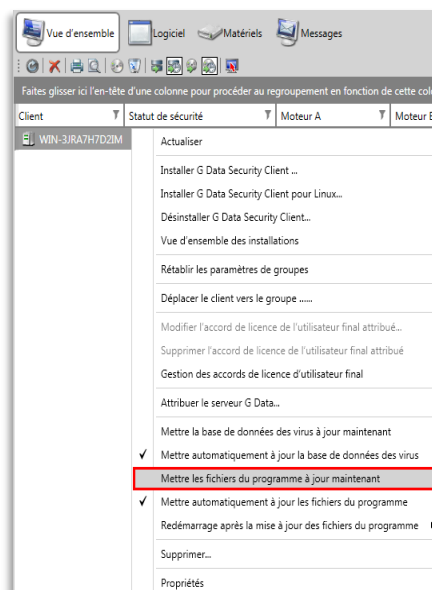 Vue d'ensemble Logiciel Matériels Messages
Faites glisser ici l'en-tête d'une colonne pour procéder au regroupement en fonction de cette
Client Statut de sécurité Moteur A Moteur
WIN-3JRA7H7D2IM
Actualiser
Installer G Data Security Client ...
Installer G Data Security Client pour Linux...
Désinstaller G Data Security Client...
Vue d'ensemble des installations
Rétablir les paramètres de groupes
Déplacer le client vers le groupe ......
Modifier l'accord de licence de l'utilisateur final attribué...
Supprimer l'accord de licence de l'utilisateur final attribué
Gestion des accords de licence d'utilisateur final
Attribuer le serveur G Data...
Mettre la base de données des virus à jour maintenant
Mettre automatiquement à jour la base de données des virus
Mettre les fichiers du programme à jour maintenant
Mettre automatiquement à jour les fichiers du programme
Redémarrage après la mise à jour des fichiers du programme
Supprimer...
Propriétés